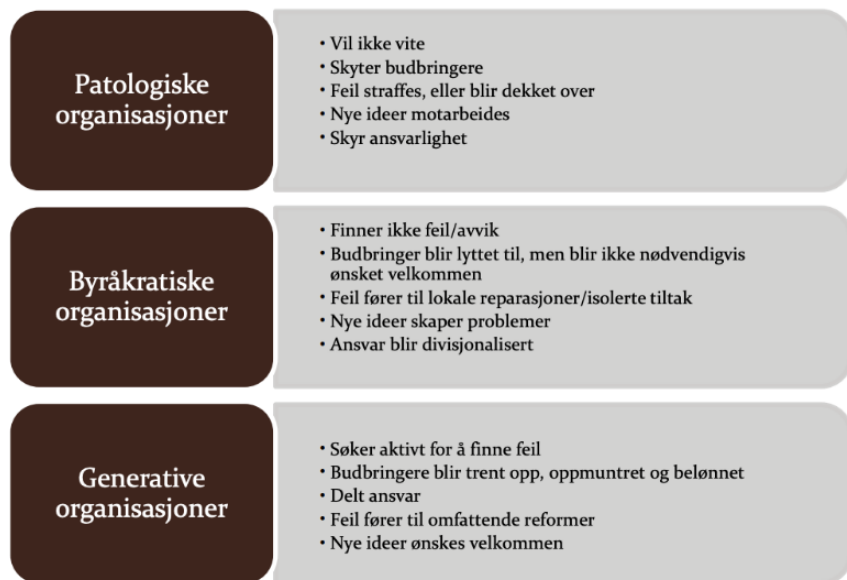 Patologiske
organisasjoner
• Vil ikke vite
• Skyter budbringere
• Feil straffes, eller blir dekket over
• Nye ideer motarbeides
• Skyr ansvarlighet
Byråkratiske
organisasjoner
• Finner ikke feil/avvik
• Budbringer blir lyttet til, men blir ikke nødvendigvis
ønsket velkommen
• Feil fører til lokale reparasjoner/isolerte tiltak
• Nye ideer skaper problemer
• Ansvar blir divisjonalisert
Generative
organisasjoner
• Søker aktivt for å finne feil
• Budbringere blir trent opp, oppmuntret og belønnet
• Delt ansvar
• Feil fører til omfattende reformer
• Nye ideer ønskes velkommen